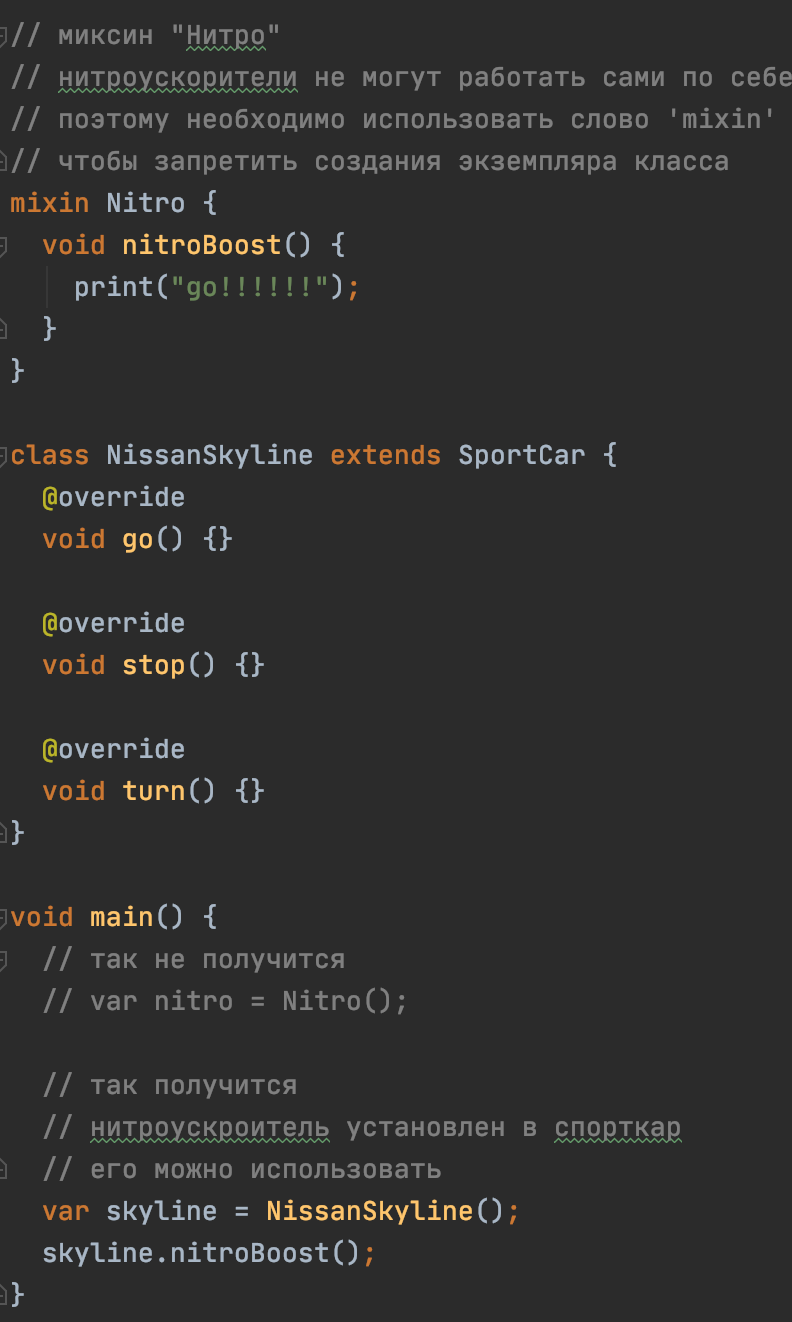 // миксин "Нитро"
// нитроускорители не могут работать сами по себе
// поэтому необходимо использовать слово 'mixin'
// чтобы запретить создания экземпляра класса
mixin Nitro {
  void nitroBoost() {
    print("go!!!!!!");
  }
}

class NissanSkyline extends SportCar {
  @override
  void go() {}

  @override
  void stop() {}

  @override
  void turn() {}
}

void main() {
  // так не получится
  // var nitro = Nitro();

  // так получится
  // нитроускроитель установлен в спорткар
  // его можно использовать
  var skyline = NissanSkyline();
  skyline.nitroBoost();
}